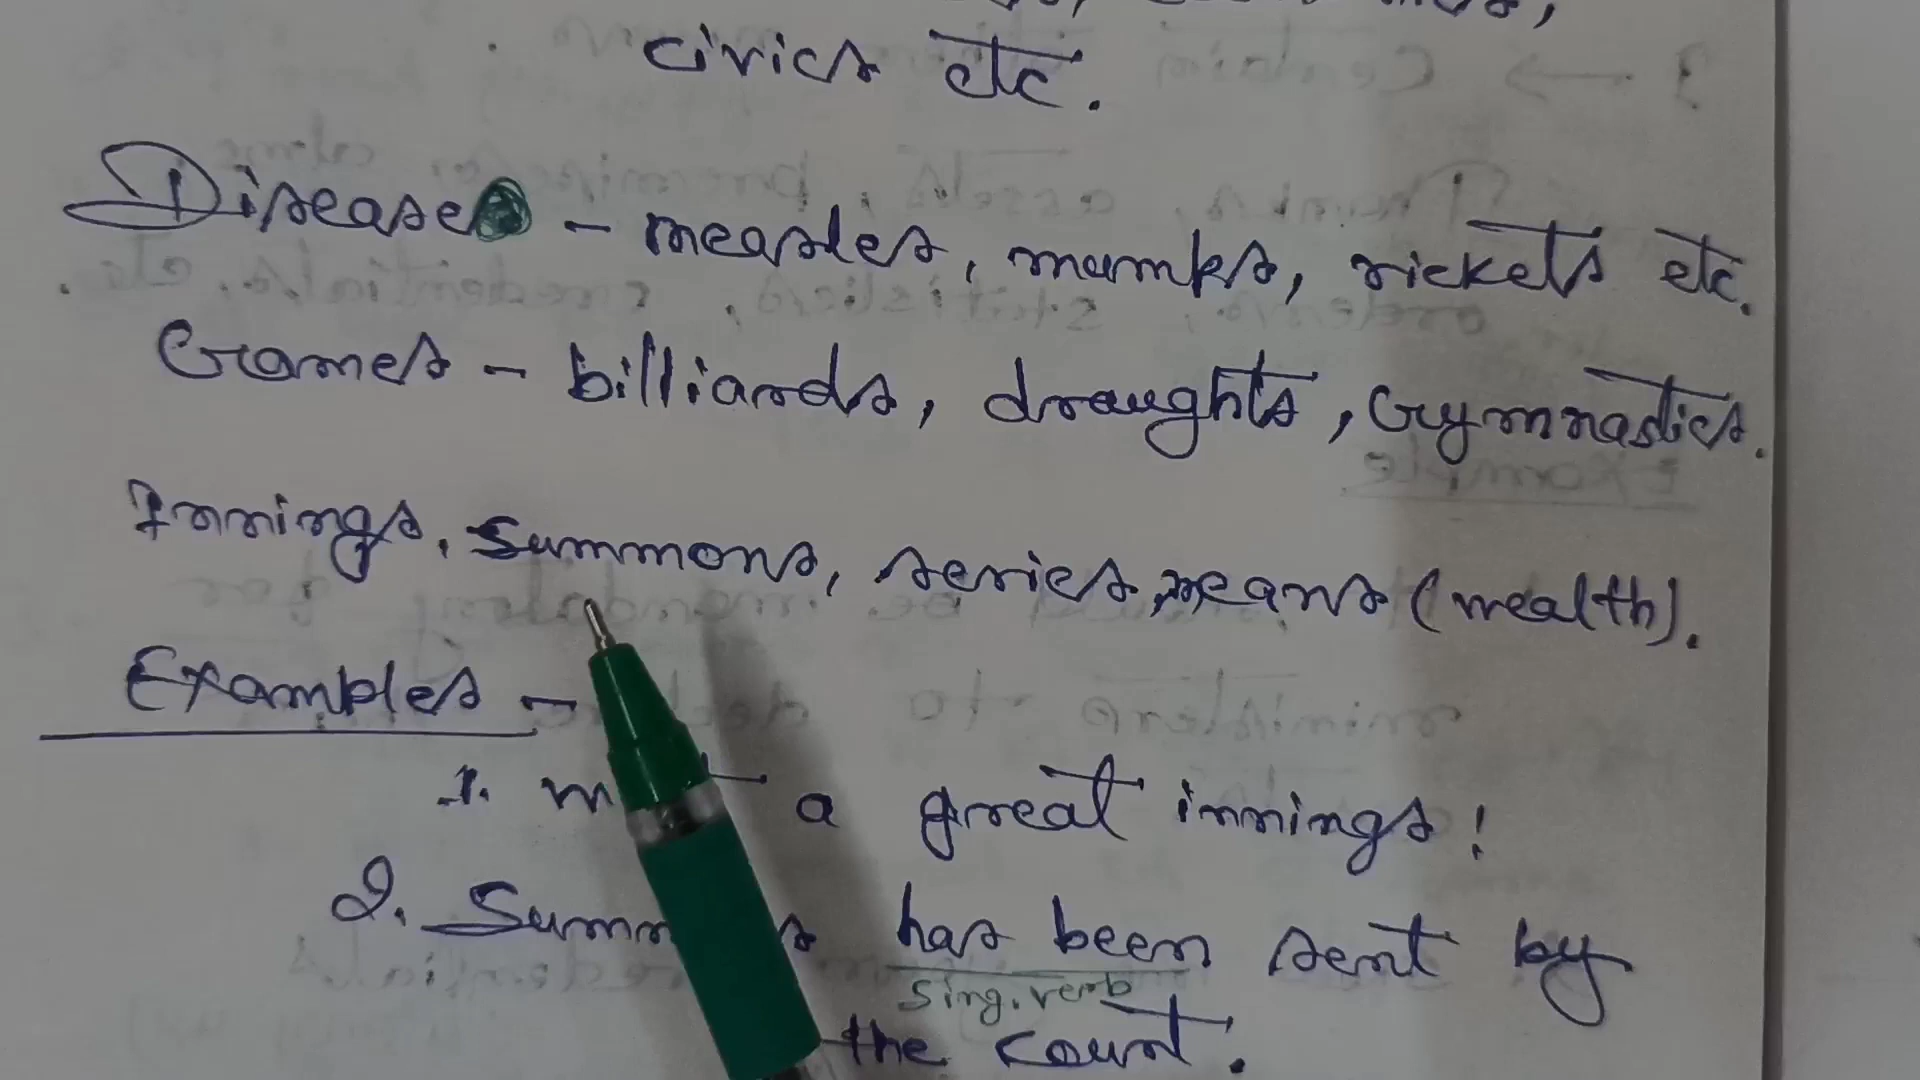 civics etc.
Disease - measles, mumps, rickets etc.
Games - billiards, draughts, Gymnastics.
Innings, Summons, series, means (wealth).
Examples -
1. a great innings!
2. has been sent by
Sing. verb
the court.